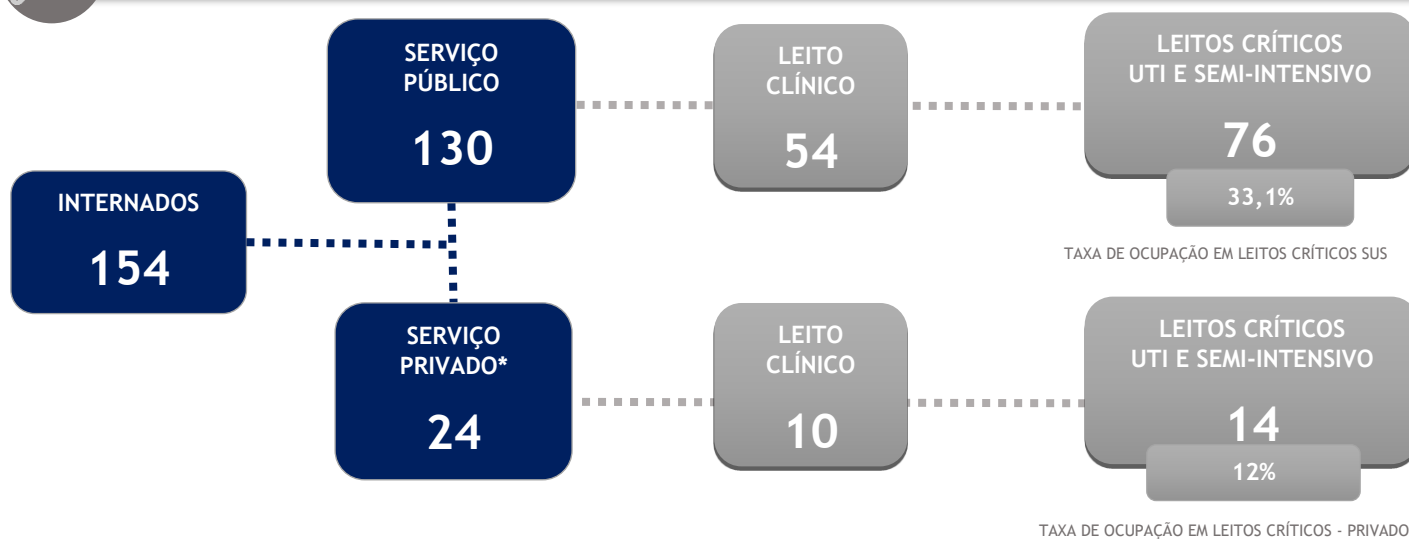 SERVIÇO
PÚBLICO
130
LEITO
CLÍNICO
54
LEITOS CRÍTICOS
UTI E SEMI-INTENSIVO
76
33,1%
TAXA DE OCUPAÇÃO EM LEITOS CRÍTICOS SUS
INTERNADOS
154
SERVIÇO
PRIVADO*
24
LEITO
CLÍNICO
10
LEITOS CRÍTICOS
UTI E SEMI-INTENSIVO
14
12%
TAXA DE OCUPAÇÃO EM LEITOS CRÍTICOS - PRIVADO